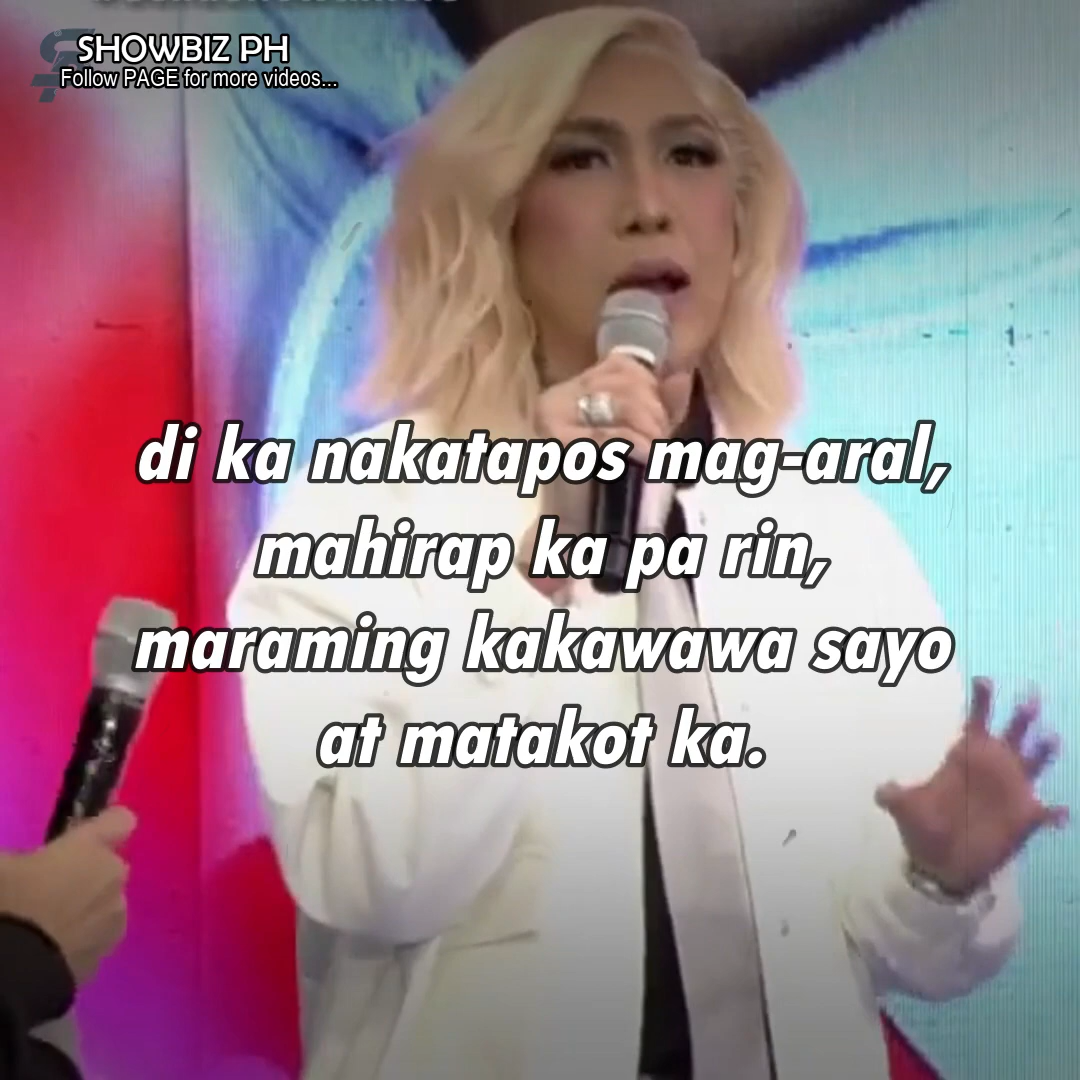 SHOWBIZ PH
Follow PAGE for more videos...
di ka nakatapos mag-aral,
mahirap ka pa rin,
maraming kakawawa sayo
at matakot ka.